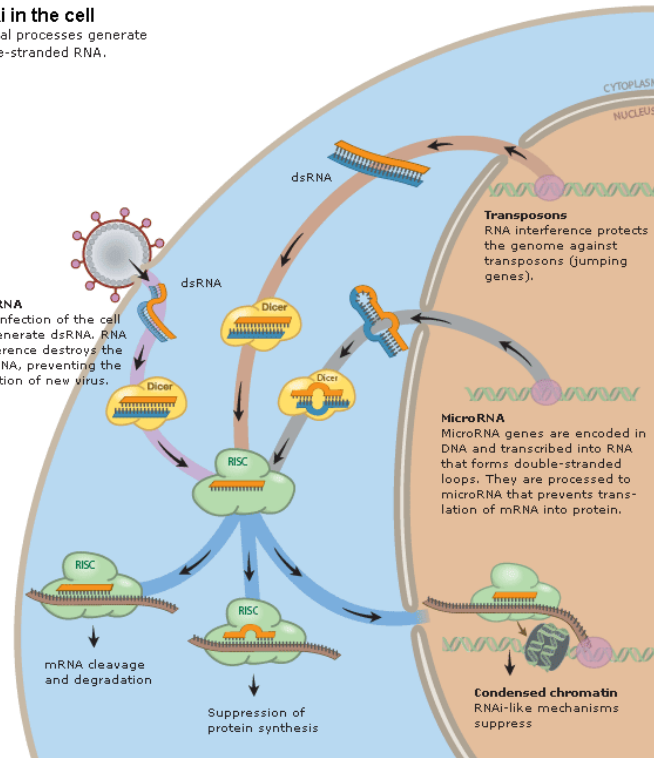 i in the cell
al processes generate
e-stranded RNA.
CYTOPLASM
NUCLEUS
dsRNA
Transposons
RNA interference protects
the genome against
transposons (jumping
genes).
dsRNA
Dicer
RNA
nfection of the cell
enerate dsRNA. RNA
erence destroys the
NA, preventing the
tion of new virus.
Dicer
Dicer
MicroRNA
MicroRNA genes are encoded in
DNA and transcribed into RNA
that forms double-stranded
loops. They are processed to
microRNA that prevents trans-
lation of mRNA into protein.
RISC
RISC
RISC
mRNA cleavage
and degradation
Suppression of
protein synthesis
Condensed chromatin
RNAi-like mechanisms
suppress